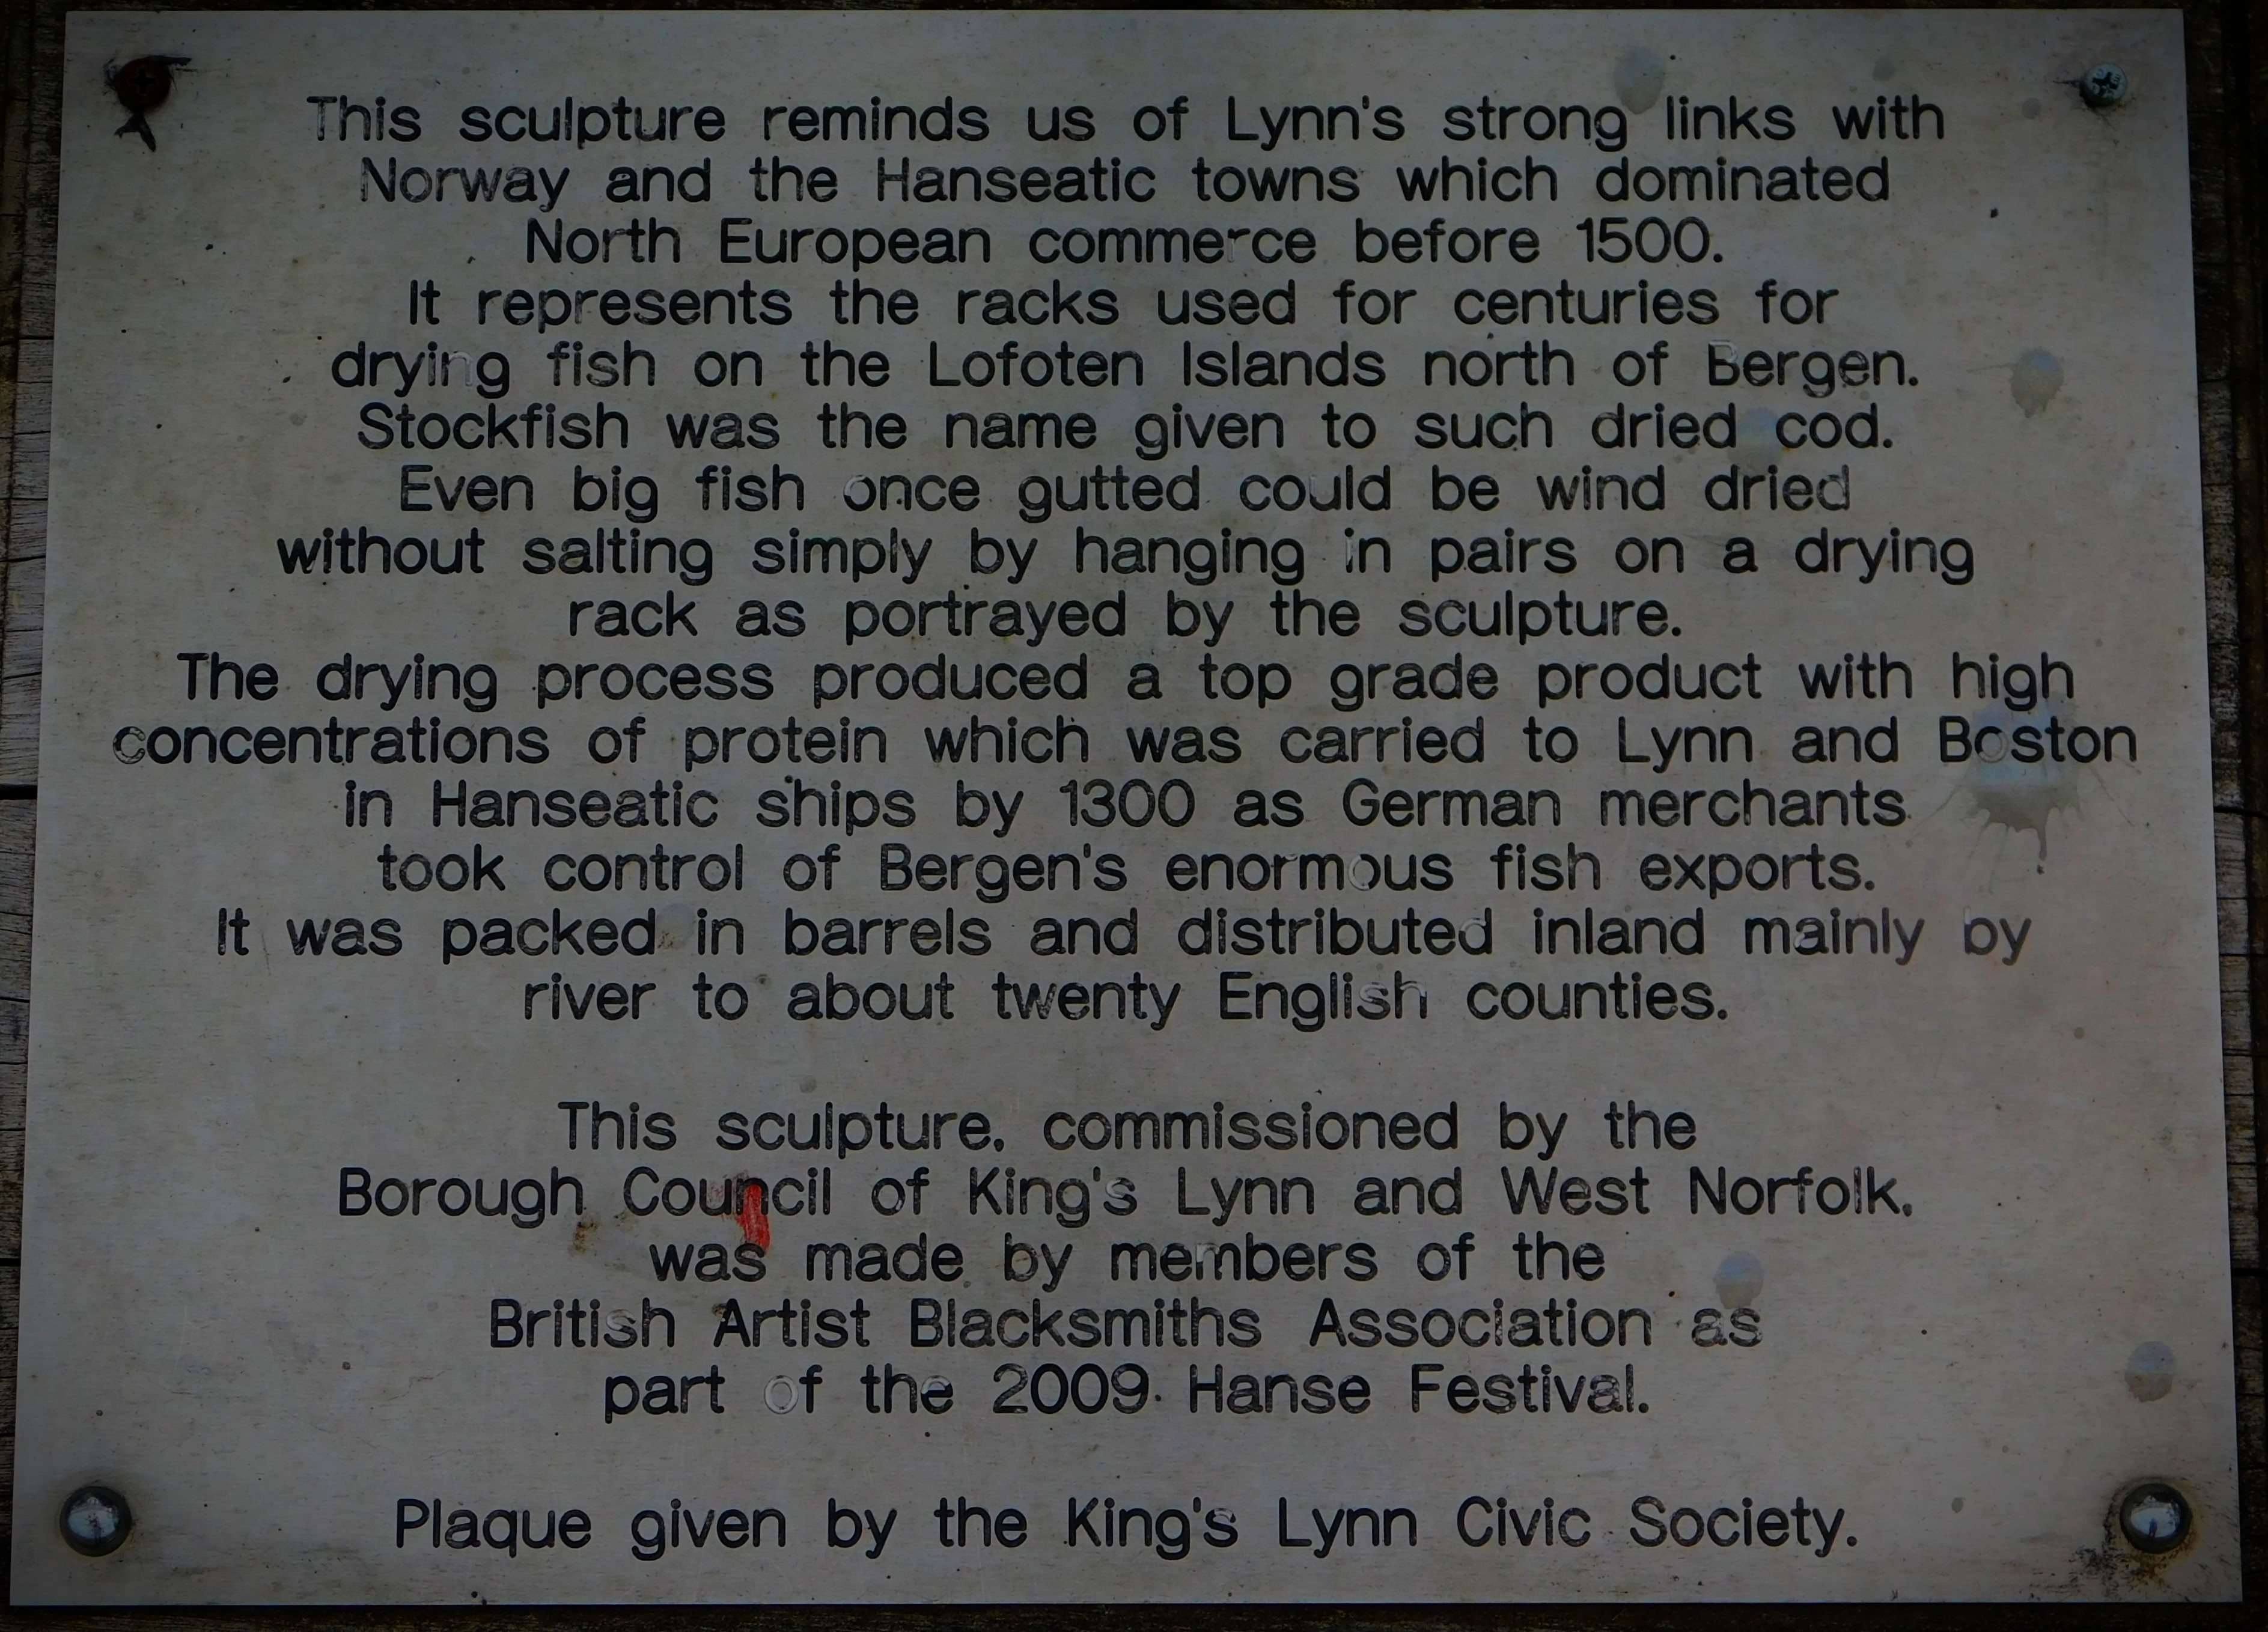 This sculpture reminds us of Lynn's strong links with
Norway and the Hanseatic towns which dominated
North European commerce before 1500.
It represents the racks used for centuries for
drying fish on the Lofoten Islands north of Bergen.
Stockfish was the name given to such dried cod.
Even big fish once gutted could be wind dried
without salting simply by hanging in pairs on a drying
rack as portrayed by the sculpture.
The drying process produced a top grade product with high
concentrations of protein which was carried to Lynn and Boston
in Hanseatic ships by 1300 as German merchants
took control of Bergen's enormous fish exports.
It was packed in barrels and distributed inland mainly by
river to about twenty English counties.
This sculpture, commissioned by the
Borough Council of King's Lynn and West Norfolk,
was made by members of the
British Artist Blacksmiths Association as
part of the 2009 Hanse Festival.
Plaque given by the King's Lynn Civic Society.